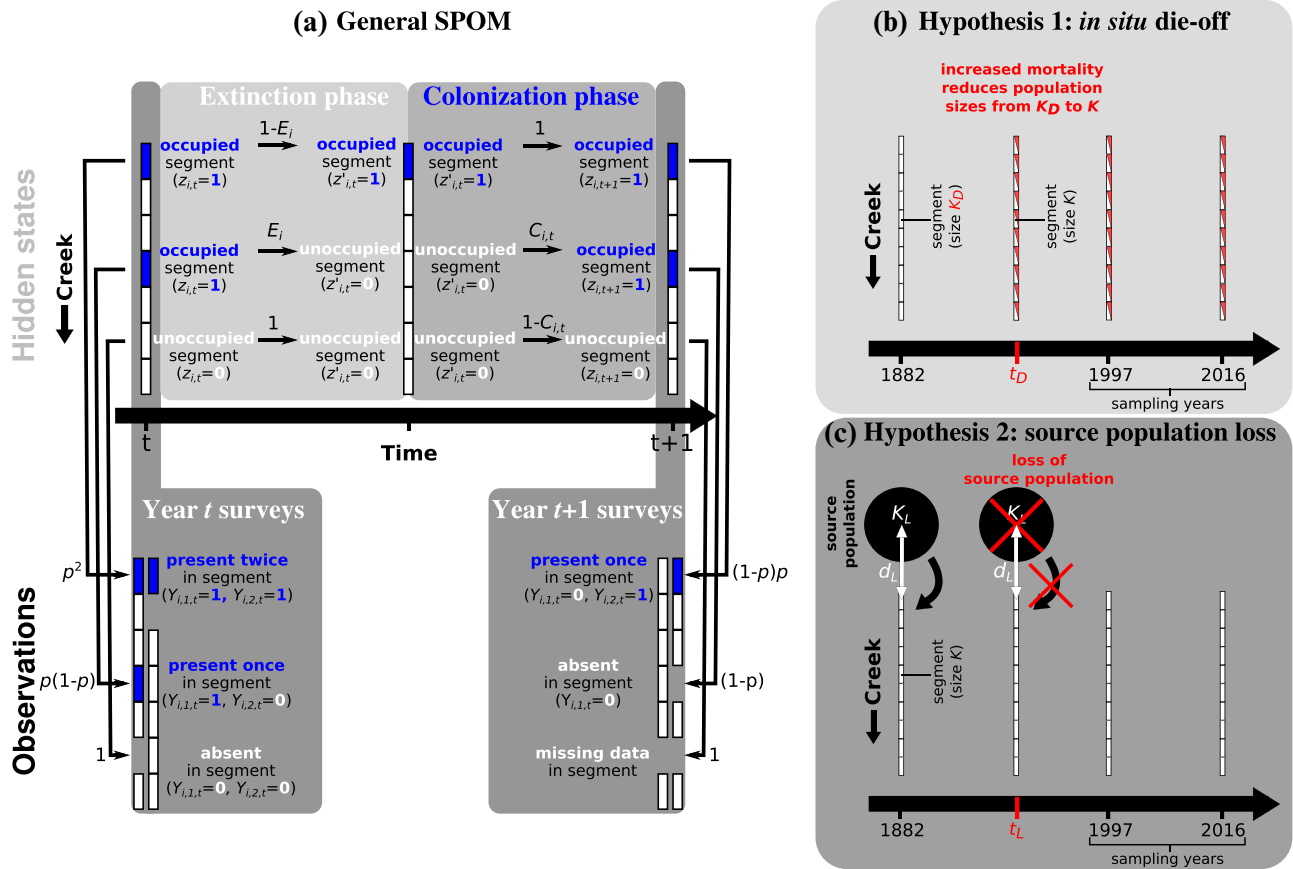 (a) General SPOM
Extinction phase
Colonization phase
Hidden states
Creek
occupied
segment
(z_{i,t}=1)
1-E_i
occupied
segment
(z'_{i,t}=1)
occupied
segment
(z'_{i,t}=1)
1
occupied
segment
(z_{i,t+1}=1)
occupied
segment
(z_{i,t}=1)
E_i
unoccupied
segment
(z'_{i,t}=0)
unoccupied
segment
(z'_{i,t}=0)
C_{i,t}
occupied
segment
(z_{i,t+1}=1)
unoccupied
segment
(z_{i,t}=0)
1
unoccupied
segment
(z'_{i,t}=0)
unoccupied
segment
(z'_{i,t}=0)
1-C_{i,t}
unoccupied
segment
(z_{i,t+1}=0)
t
Time
t+1
Observations
Year t surveys
p²
present twice
in segment
(Y_{i,1,t}=1, Y_{i,2,t}=1)
p(1-p)
present once
in segment
(Y_{i,1,t}=1, Y_{i,2,t}=0)
1
absent
in segment
(Y_{i,1,t}=0, Y_{i,2,t}=0)
Year t+1 surveys
present once
in segment
(Y_{i,1,t}=0, Y_{i,2,t}=1)
(1-p)p
absent
in segment
(Y_{i,1,t}=0)
(1-p)
missing data
in segment
1
(b) Hypothesis 1: in situ die-off
increased mortality
reduces population
sizes from K_D to K
Creek
segment
(size K_D)
segment
(size K)
1882
t_D
1997
2016
sampling years
(c) Hypothesis 2: source population loss
loss of
source population
source
population
K_L
d_L
K_L
d_L
Creek
segment
(size K)
1882
t_L
1997
2016
sampling years